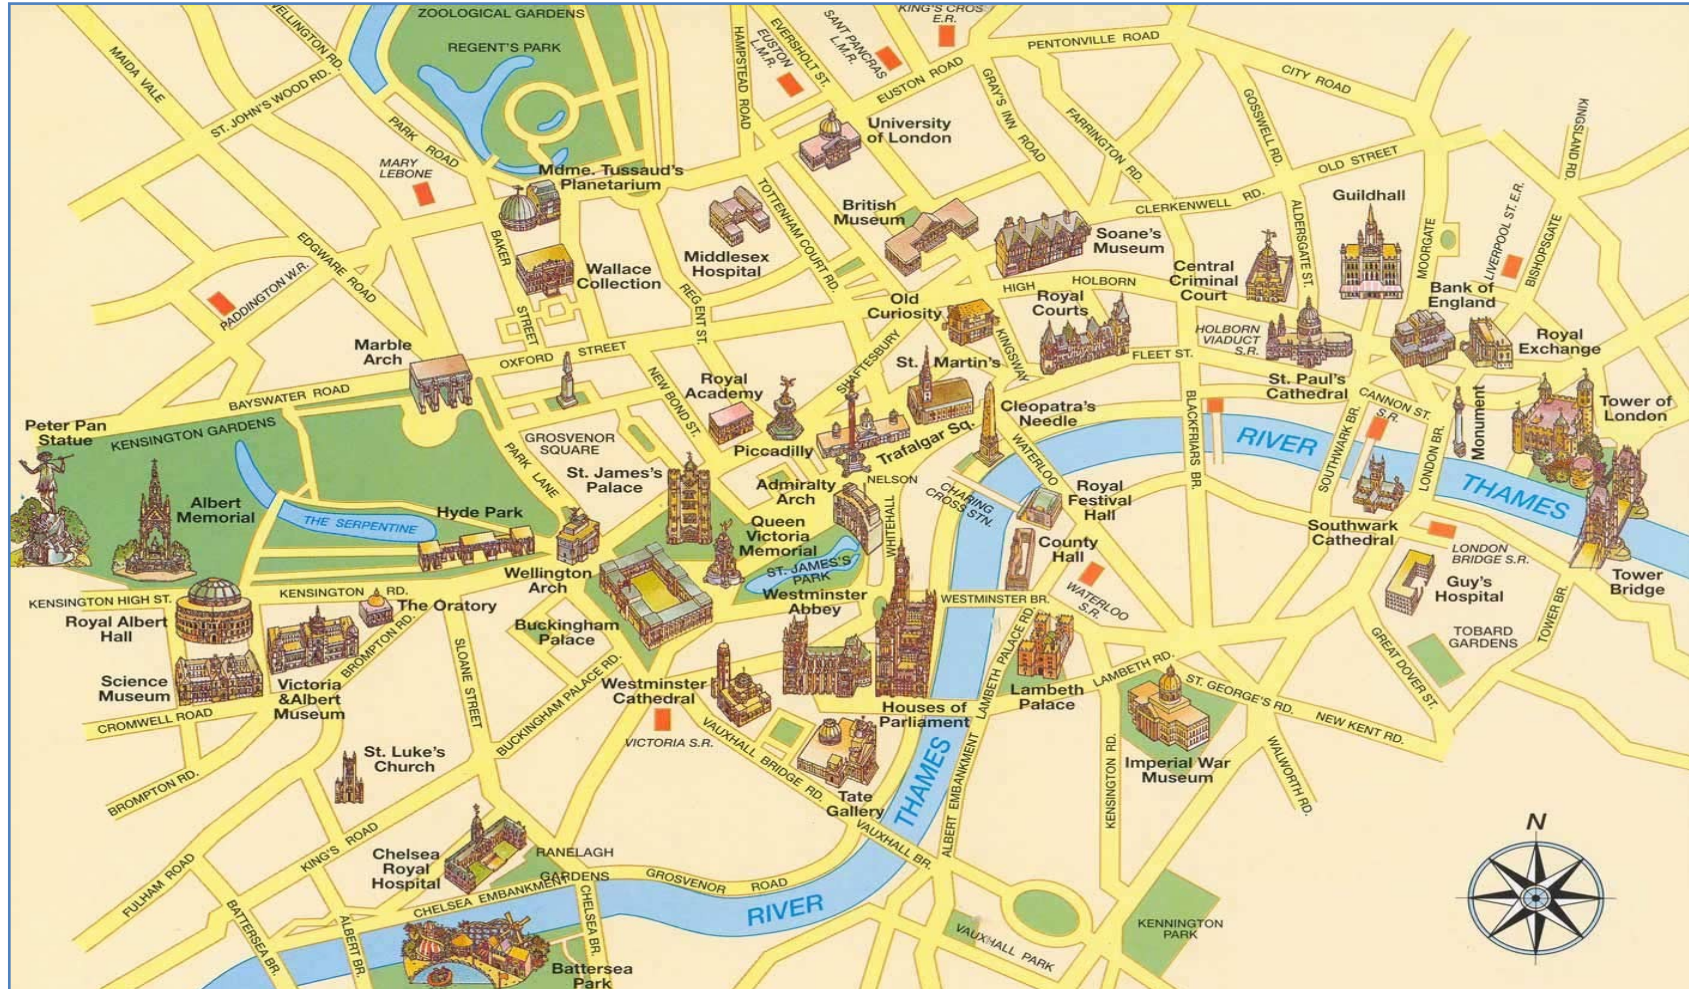 ZOOLOGICAL GARDENS
REGENT'S PARK
WELLINGTON RD.
MAIDA VALE
ST. JOHN'S WOOD RD.
PARK ROAD
HAMPSTEAD ROAD
EVERSHOLT ST.
EUSTON
L.M.R.
SANT PANCRAS
L.M.R.
KING'S CROS
E.R.
EUSTON ROAD
PENTONVILLE ROAD
CITY ROAD
GRAY'S INN ROAD
FARRINGTON RD.
GOSSWELL RD.
OLD STREET
KINGSLAND RD.
University
of London
MARY
LEBONE
Mdme. Tussaud's
Planetarium
TOTTENHAM COURT RD.
British
Museum
CLERKENWELL RD.
ALDERSGATE ST.
Guildhall
MOORGATE
LIVERPOOL ST. E.R.
BISHOPSGATE
EDGWARE ROAD
PADDINGTON W.R.
BAKER
STREET
Wallace
Collection
Middlesex
Hospital
REGENT ST.
Soane's
Museum
Central
Criminal
Court
Bank of
England
Old
Curiosity
HIGH HOLBORN
Royal
Courts
KINGSWAY
HOLBORN
VIADUCT
S.R.
FLEET ST.
Royal
Exchange
Marble
Arch
OXFORD STREET
SHAFTESBURY
St. Martin's
NEW BOND ST.
Royal
Academy
St. Paul's
Cathedral
CANNON ST.
S.R.
Monument
Tower of
London
BAYSWATER ROAD
Peter Pan
Statue
KENSINGTON GARDENS
PARK LANE
GROSVENOR
SQUARE
Piccadilly
Trafalgar Sq.
Cleopatra's
Needle
WATERLOO
BLACKFRIARS BR.
RIVER
SOUTHWARK BR.
LONDON BR.
THAMES
St. James's
Palace
Admiralty
Arch
NELSON
CHARING
CROSS STN.
Royal
Festival
Hall
Albert
Memorial
Hyde Park
THE SERPENTINE
Queen
Victoria
Memorial
WHITEHALL
County
Hall
Southwark
Cathedral
LONDON
BRIDGE S.R.
Wellington
Arch
ST. JAMES'S
PARK
Westminster
Abbey
WESTMINSTER BR.
WATERLOO
S.R.
Guy's
Hospital
Tower
Bridge
KENSINGTON HIGH ST.
KENSINGTON RD.
The Oratory
Royal Albert
Hall
BROMPTON RD.
Buckingham
Palace
LAMBETH PALACE RD.
TOBARD
GARDENS
TOWER BR.
GREAT DOVER ST.
Science
Museum
Victoria
&Albert
Museum
SLOANE STREET
BUCKINGHAM PALACE RD.
Westminster
Cathedral
VICTORIA S.R.
Houses of
Parliament
Lambeth
Palace
LAMBETH RD.
ST. GEORGE'S RD.
NEW KENT RD.
CROMWELL ROAD
VAUXHALL BRIDGE RD.
THAMES
ALBERT EMBANKMENT
KENSINGTON RD.
Imperial War
Museum
WALWORTH RD.
BROMPTON RD.
St. Luke's
Church
Tate
Gallery
VAUXHALL BR.
KING'S ROAD
Chelsea
Royal
Hospital
RANELAGH
GARDENS
GROSVENOR ROAD
RIVER
FULHAM ROAD
CHELSEA EMBANKMENT
CHELSEA BR.
BATTERSEA BR.
ALBERT BR.
Battersea
Park
VAUXHALL PARK
KENNINGTON
PARK
N